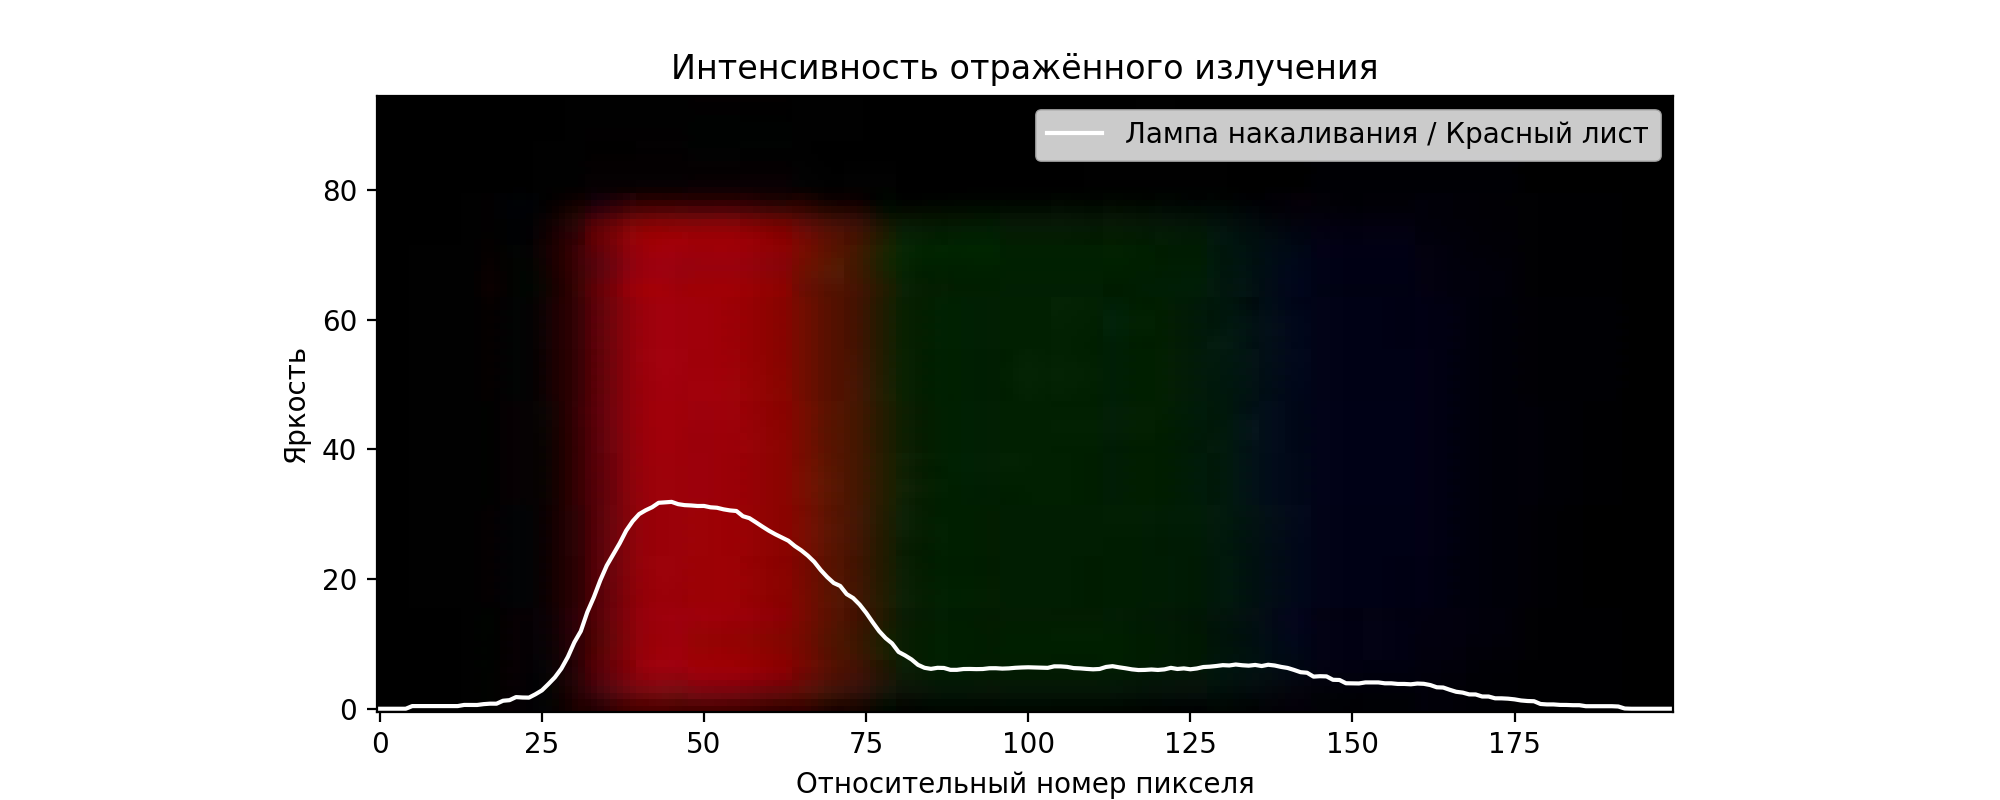 Интенсивность отражённого излучения
Лампа накаливания / Красный лист
Яркость
80
60
40
20
0
0 25 50 75 100 125 150 175
Относительный номер пикселя